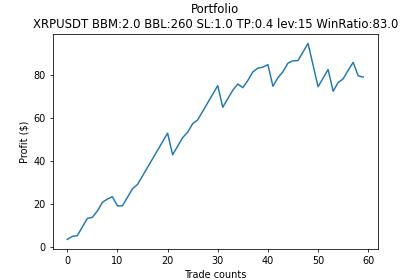 Portfolio
XRPUSDT BBM:2.0 BBL:260 SL:1.0 TP:0.4 lev:15 WinRatio:83.0
80
60
40
20
0
Profit ($)
0 10 20 30 40 50 60
Trade counts